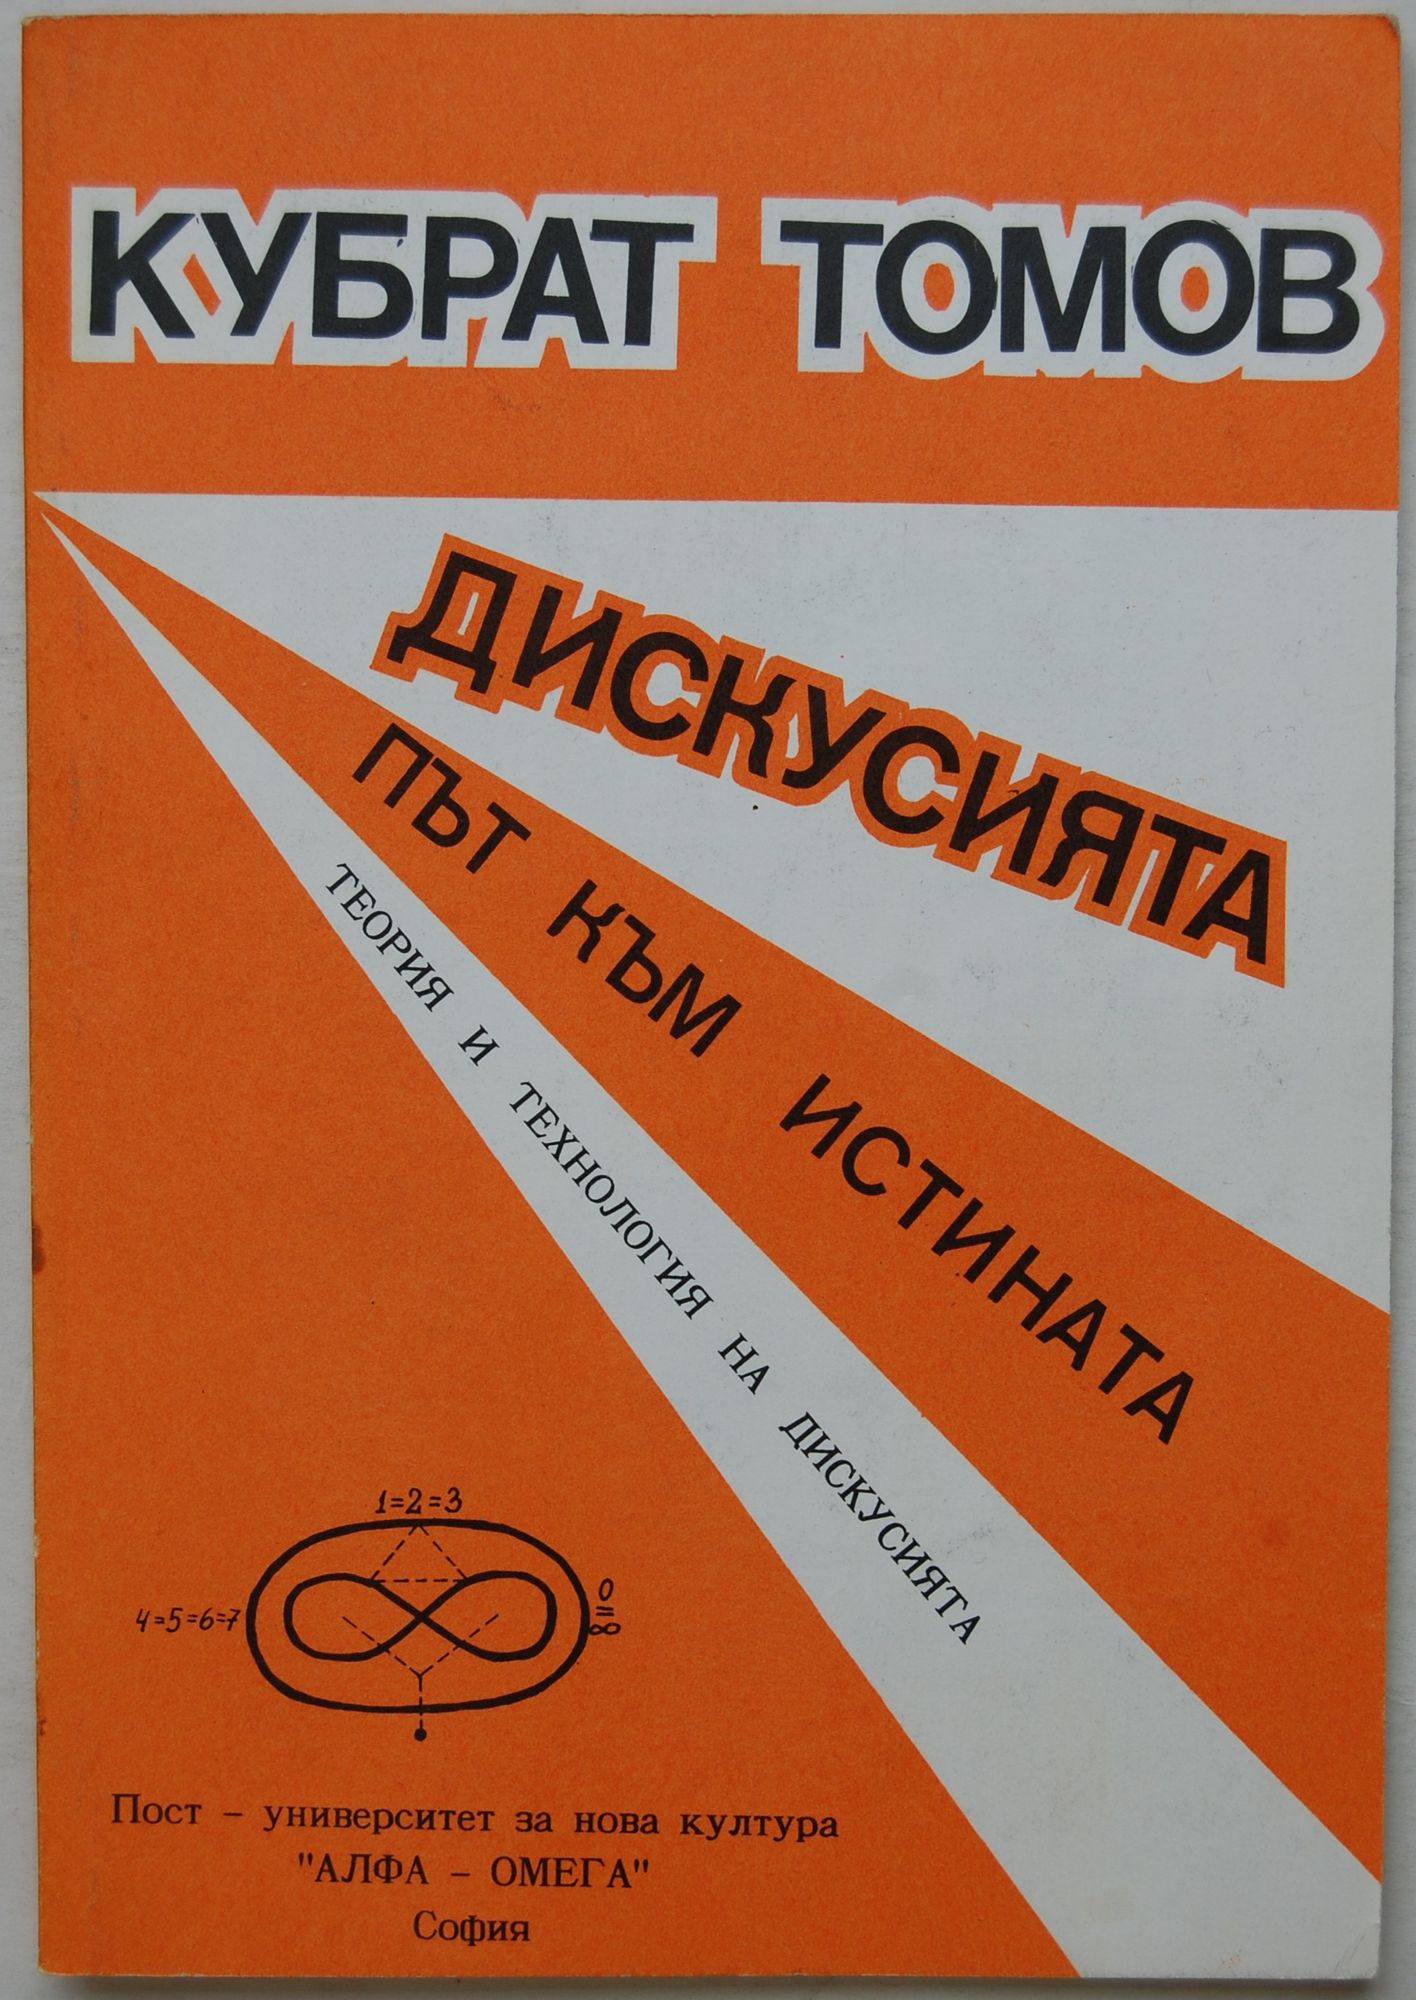 КУБРАТ ТОМОВ
ДИСКУСИЯТА
ПЪТ КЪМ ИСТИНАТА
ТЕОРИЯ И ТЕХНОЛОГИЯ НА ДИСКУСИЯТА
1=2=3
4=5=6=7
0
=
∞
Пост – университет за нова култура
"АЛФА – ОМЕГА"
София